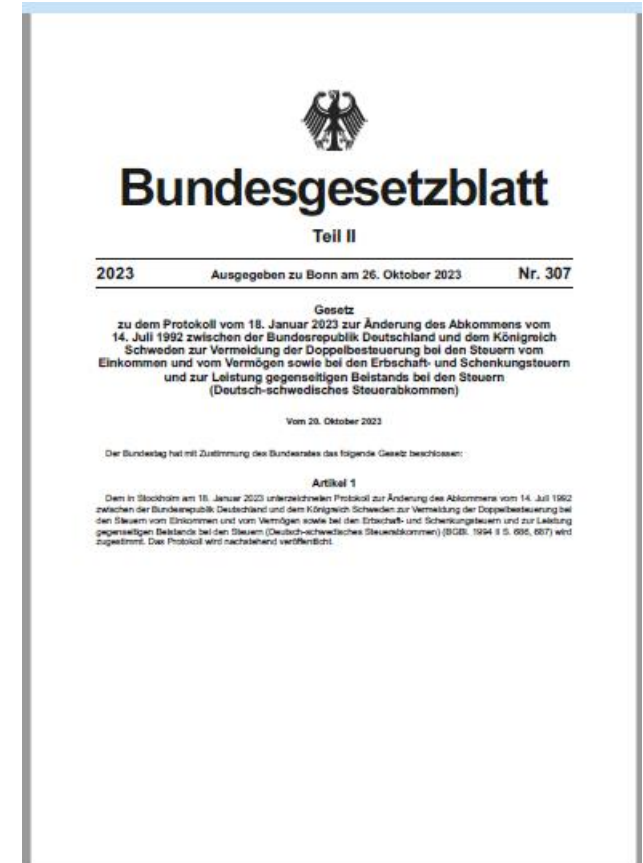 Bundesgesetzblatt
Teil II
2023 Ausgegeben zu Bonn am 26. Oktober 2023 Nr. 307
Gesetz
zu dem Protokoll vom 18. Januar 2023 zur Änderung des Abkommens vom
14. Juli 1992 zwischen der Bundesrepublik Deutschland und dem Königreich
Schweden zur Vermeidung der Doppelbesteuerung bei den Steuern vom
Einkommen und vom Vermögen sowie bei den Erbschaft- und Schenkungsteuern
und zur Leistung gegenseitigen Beistands bei den Steuern
(Deutsch-schwedisches Steuerabkommen)
Vom 20. Oktober 2023
Der Bundestag hat mit Zustimmung des Bundesrates das folgende Gesetz beschlossen:
Artikel 1
Dem in Stockholm am 18. Januar 2023 unterzeichneten Protokoll zur Änderung des Abkommens vom 14. Juli 1992
zwischen der Bundesrepublik Deutschland und dem Königreich Schweden zur Vermeidung der Doppelbesteuerung bei
den Steuern vom Einkommen und vom Vermögen sowie bei den Erbschaft- und Schenkungsteuern und zur Leistung
gegenseitigen Beistands bei den Steuern (Deutsch-schwedisches Steuerabkommen) (BGBl. 1994 II S. 686, 687) wird
zugestimmt. Das Protokoll wird nachstehend veröffentlicht.